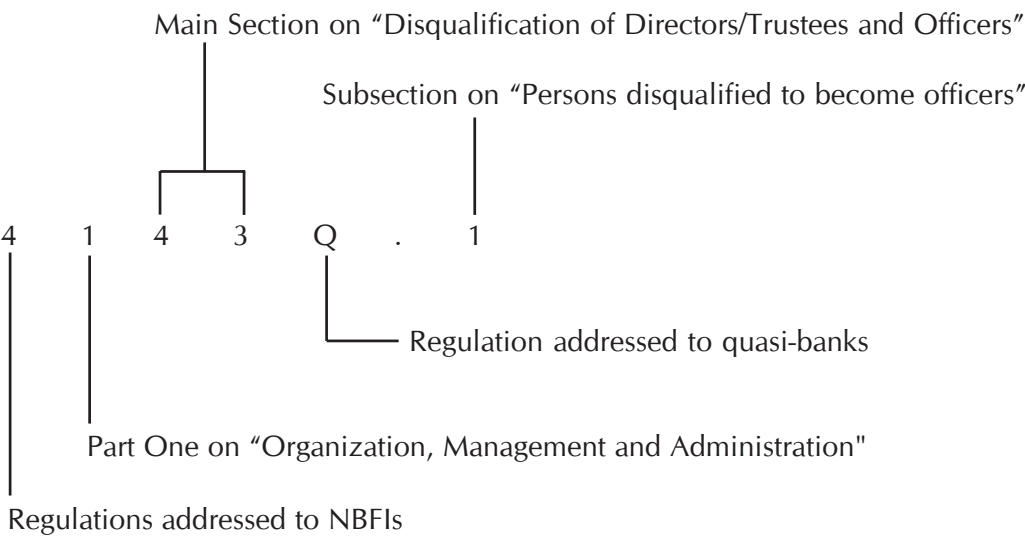 Main Section on “Disqualification of Directors/Trustees and Officers”
Subsection on “Persons disqualified to become officers”
4 1 4 3 Q . 1
Regulation addressed to quasi-banks
Part One on “Organization, Management and Administration"
Regulations addressed to NBFIs